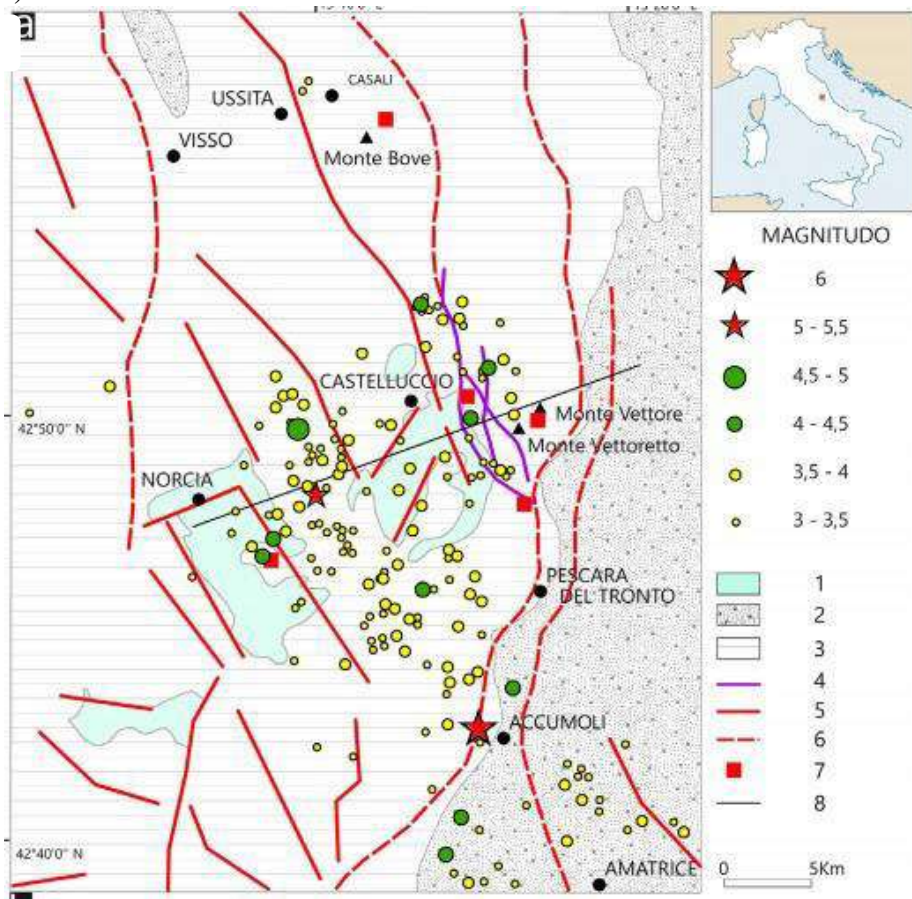 a
CASALI
USSITA
VISSO
Monte Bove
CASTELLUCCIO
42°50'0'' N
Monte Vettore
Monte Vettoretto
NORCIA
PESCARA
DEL TRONTO
ACCUMOLI
42°40'0'' N
AMATRICE
MAGNITUDO
6
5 - 5,5
4,5 - 5
4 - 4,5
3,5 - 4
3 - 3,5
1
2
3
4
5
6
7
8
0 5Km